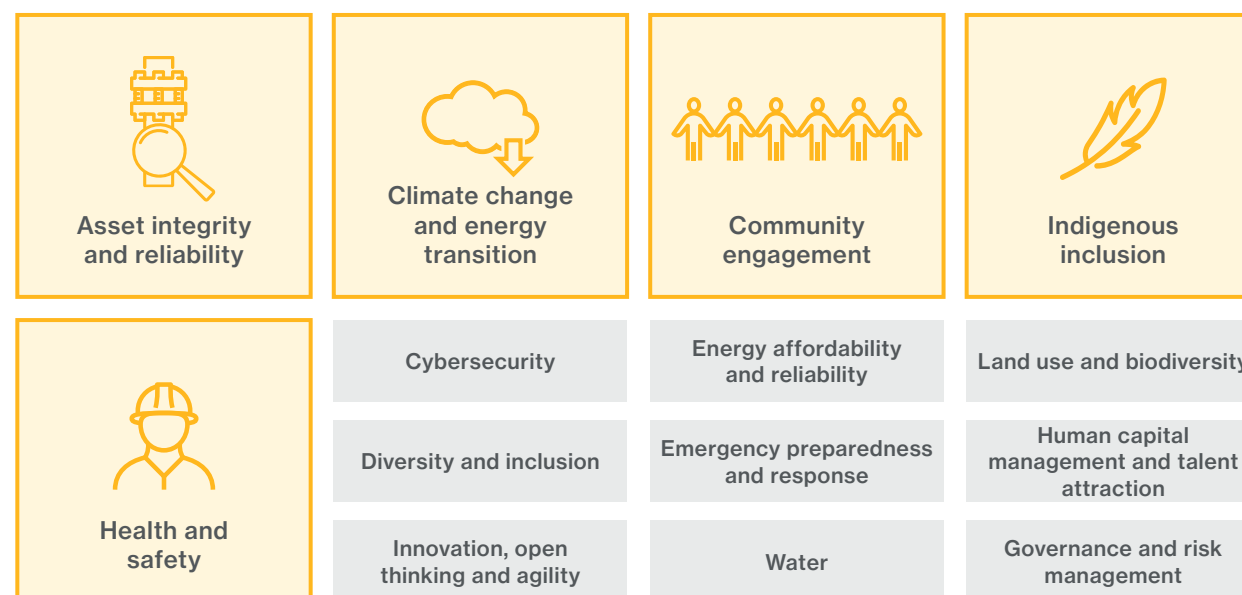 Asset integrity
and reliability
Climate change
and energy
transition
Community
engagement
Indigenous
inclusion
Health and
safety
Cybersecurity
Energy affordability
and reliability
Land use and biodiversity
Diversity and inclusion
Emergency preparedness
and response
Human capital
management and talent
attraction
Innovation, open
thinking and agility
Water
Governance and risk
management